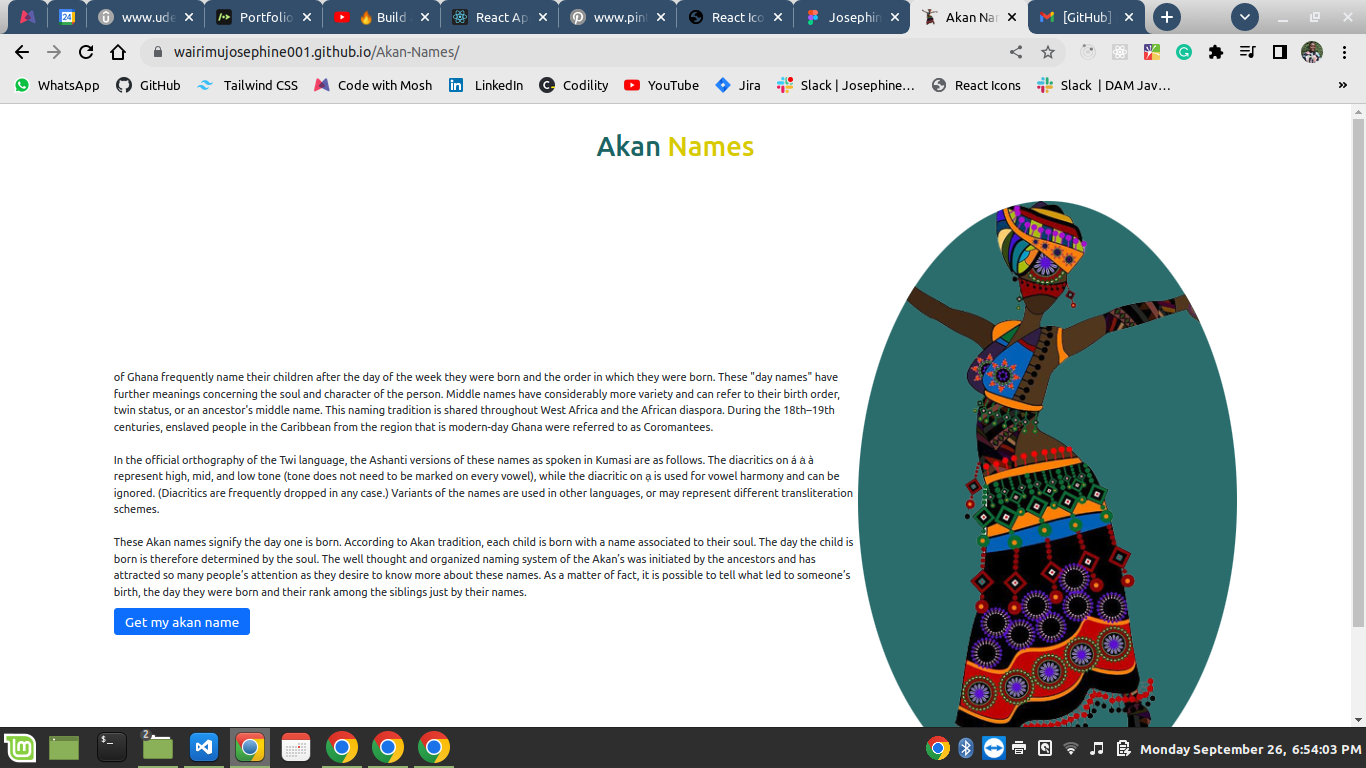 www.ude
Portfolio
Build
React Ap
www.pin
React Ico
Josephin
Akan Nar
[GitHub]
wairimujosephine001.github.io/Akan-Names/
WhatsApp
GitHub
Tailwind CSS
Code with Mosh
LinkedIn
Codility
YouTube
Jira
Slack | Josephine…
React Icons
Slack | DAM Jav…
»
Akan Names
of Ghana frequently name their children after the day of the week they were born and the order in which they were born. These "day names" have
further meanings concerning the soul and character of the person. Middle names have considerably more variety and can refer to their birth order,
twin status, or an ancestor's middle name. This naming tradition is shared throughout West Africa and the African diaspora. During the 18th–19th
centuries, enslaved people in the Caribbean from the region that is modern-day Ghana were referred to as Coromantees.
In the official orthography of the Twi language, the Ashanti versions of these names as spoken in Kumasi are as follows. The diacritics on á a̍ à
represent high, mid, and low tone (tone does not need to be marked on every vowel), while the diacritic on a̩ is used for vowel harmony and can be
ignored. (Diacritics are frequently dropped in any case.) Variants of the names are used in other languages, or may represent different transliteration
schemes.
These Akan names signify the day one is born. According to Akan tradition, each child is born with a name associated to their soul. The day the child is
born is therefore determined by the soul. The well thought and organized naming system of the Akan’s was initiated by the ancestors and has
attracted so many people’s attention as they desire to know more about these names. As a matter of fact, it is possible to tell what led to someone’s
birth, the day they were born and their rank among the siblings just by their names.
Get my akan name
2
Monday September 26, 6:54:03 PM